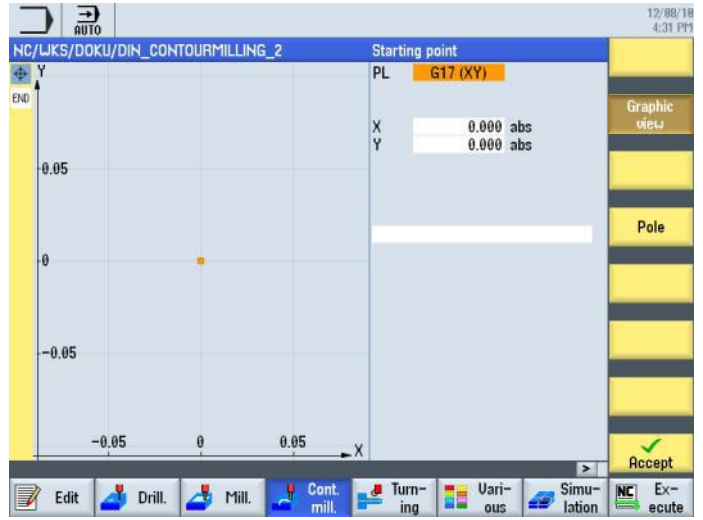 AUTO
12/08/10
4:31 PM
NC/WKS/DOKU/DIN_CONTOURMILLING_2
Starting point
Y
PL G17 (XY)
END
Graphic
view
X 0.000 abs
Y 0.000 abs
0.05
Pole
0
-0.05
-0.05 0 0.05 X
Accept
>
Edit
Drill.
Mill.
Cont.
mill.
Turn-
ing
Vari-
ous
Simu-
lation
NC Ex-
ecute